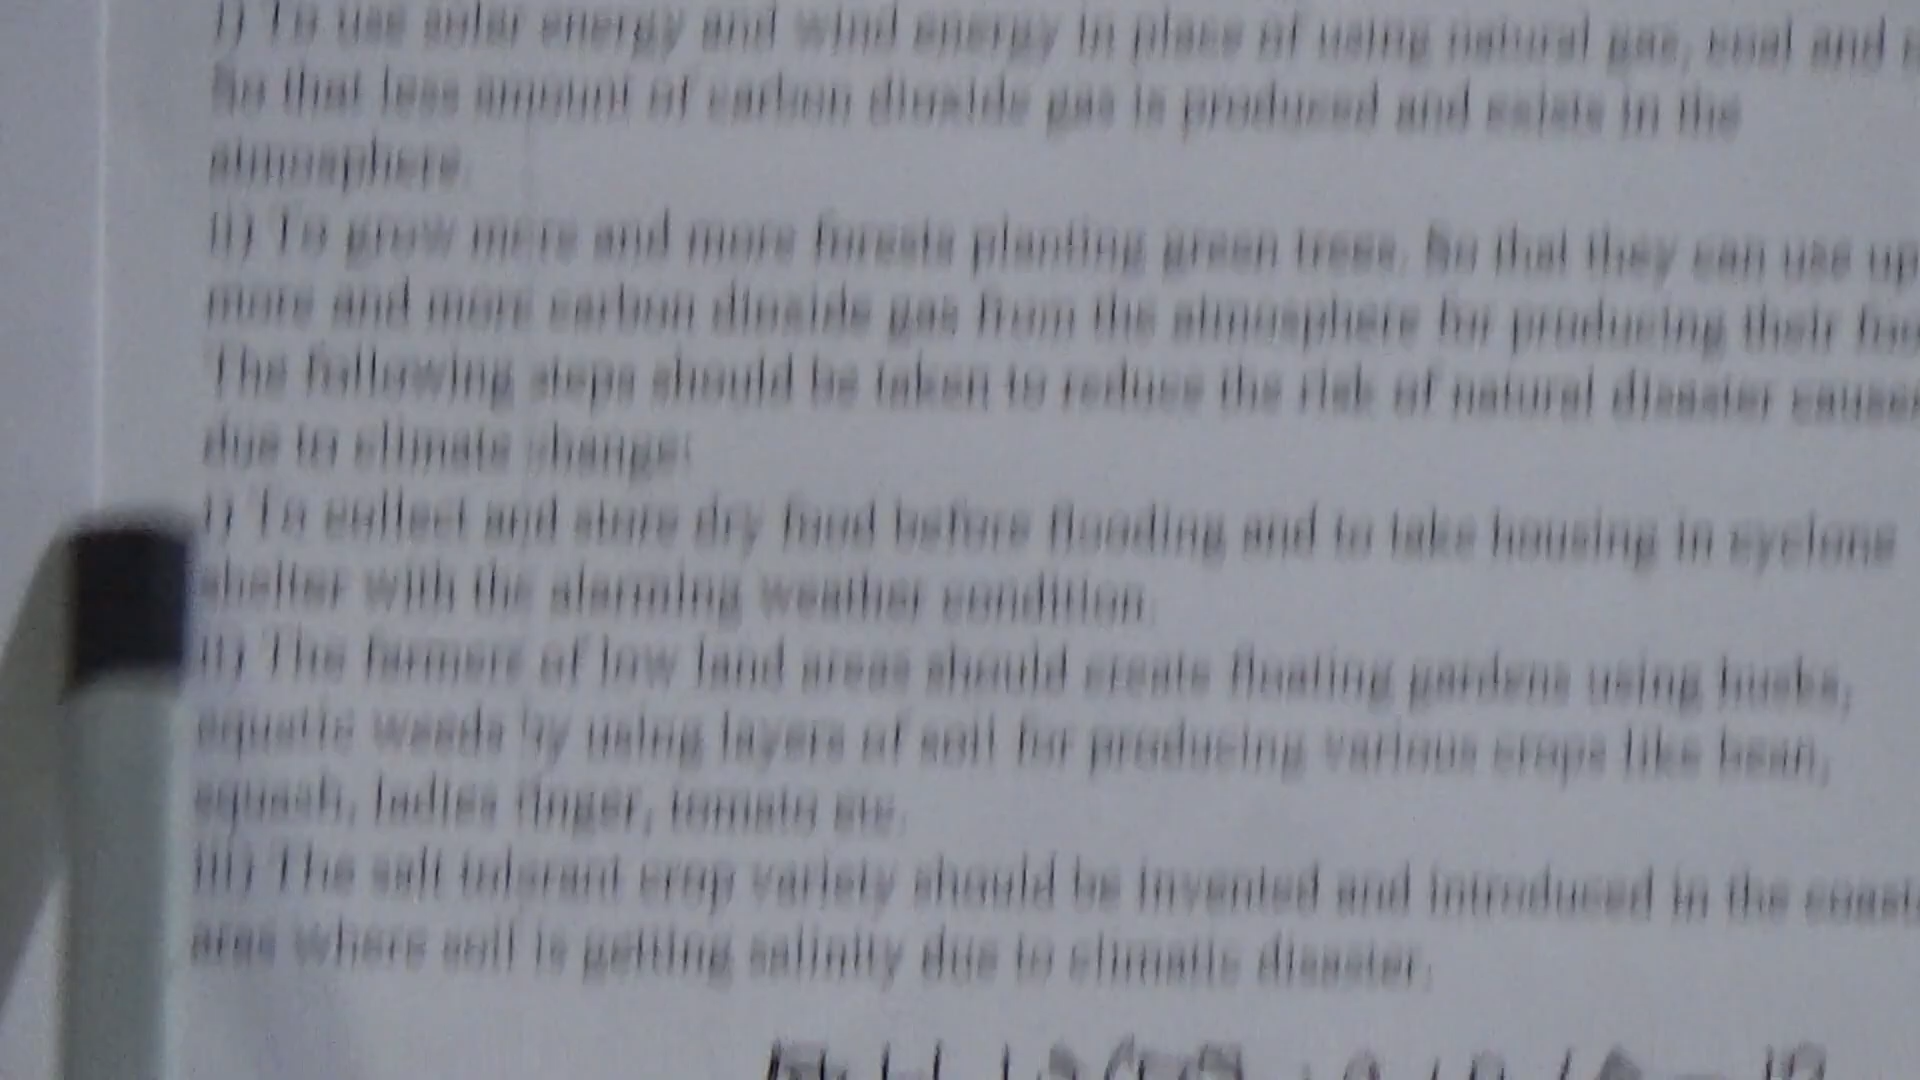 i) To use solar energy and wind energy in place of using natural gas, coal and
So that less amount of carbon dioxide gas is produced and exists in the
atmosphere.
ii) To grow more and more forests planting green trees. So that they can use up
more and more carbon dioxide gas from the atmosphere for producing their
The following steps should be taken to reduce the risk of natural disaster
due to climate change:
i) To collect and store dry food before flooding and to take housing in cyclone
shelter with the alarming weather condition.
ii) The farmers of low land areas should create floating gardens using husks,
aquatic weeds by using layers of soil for producing various crops like bean,
squash, ladies finger, tomato etc.
iii) The salt tolerant crop variety should be invented and introduced in the
area where soil is getting salinity due to climatic disaster.